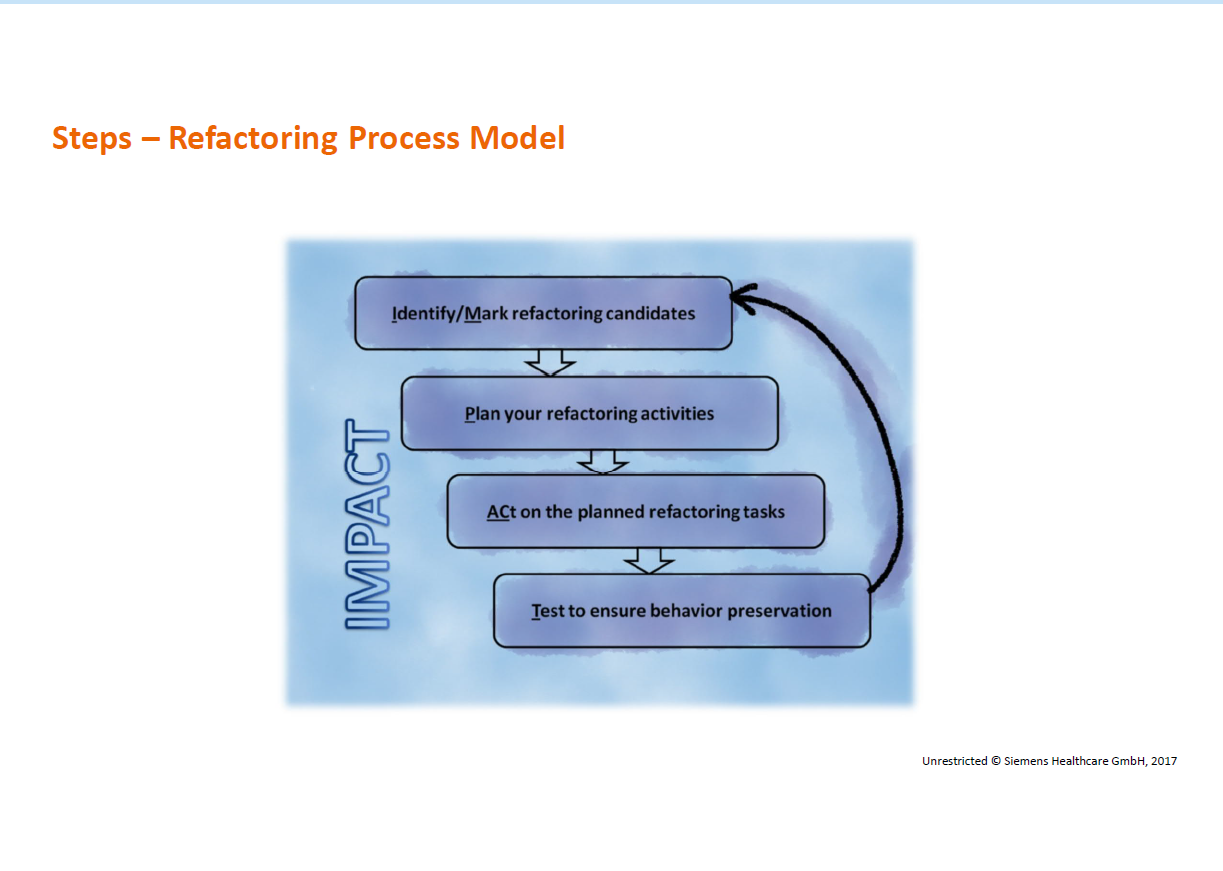 Steps – Refactoring Process Model
Identify/Mark refactoring candidates
Plan your refactoring activities
ACt on the planned refactoring tasks
Test to ensure behavior preservation
IMPACT
Unrestricted © Siemens Healthcare GmbH, 2017